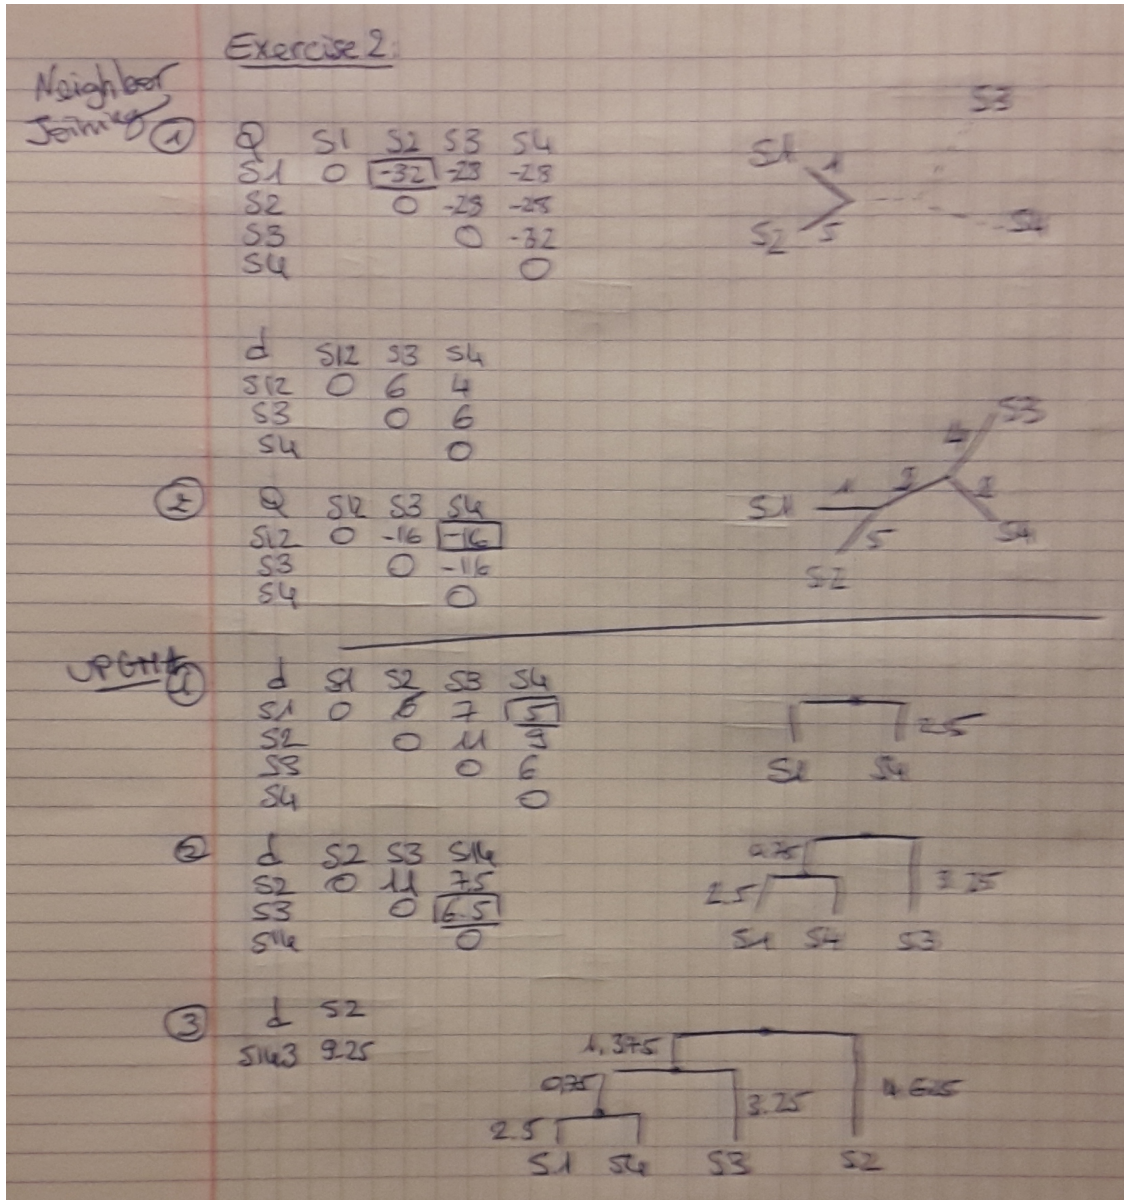 Exercise 2:
Neighbor
Joining
① Q S1 S2 S3 S4
S1 0 -32 -28 -28
S2 0 -28 -28
S3 0 -32
S4 0
S3
S1 1
S2 5
S4
d S12 S3 S4
S12 0 6 4
S3 0 6
S4 0
② Q S12 S3 S4
S12 0 -16 -16
S3 0 -16
S4 0
4 S3
S1 1 2
5 2
S4
S2
UPGMA
① d S1 S2 S3 S4
S1 0 6 7 5
S2 0 11 9
S3 0 6
S4 0
2.5
S1 S4
② d S2 S3 S14
S2 0 11 7.5
S3 0 6.5
S14 0
0.75
2.5 3.25
S1 S4 S3
③ d S2
S143 9.25
1.375
0.75 3.25 4.625
2.5
S1 S4 S3 S2